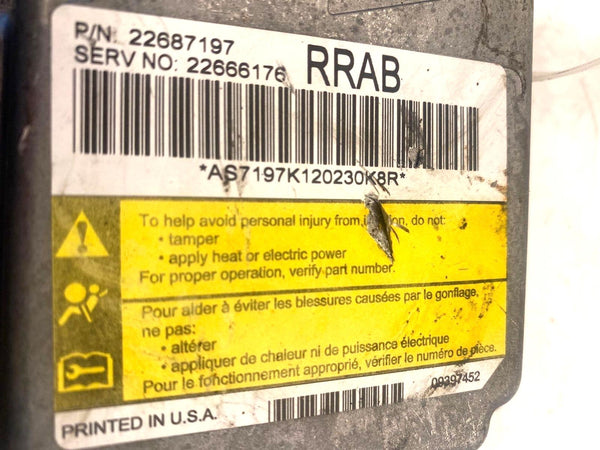 P/N: 22687197
SERV NO: 22666176
RRAB
*AS7197K120230K8R*
To help avoid personal injury from , do not:
• tamper
• apply heat or electric power
For proper operation, verify part number.
Pour aider à éviter les blessures causées par le gonflage,
ne pas:
• altérer
• appliquer de chaleur ni de puissance électrique
Pour le fonctionnement approprié, vérifier le numéro de pièce.
09397452
PRINTED IN U.S.A.